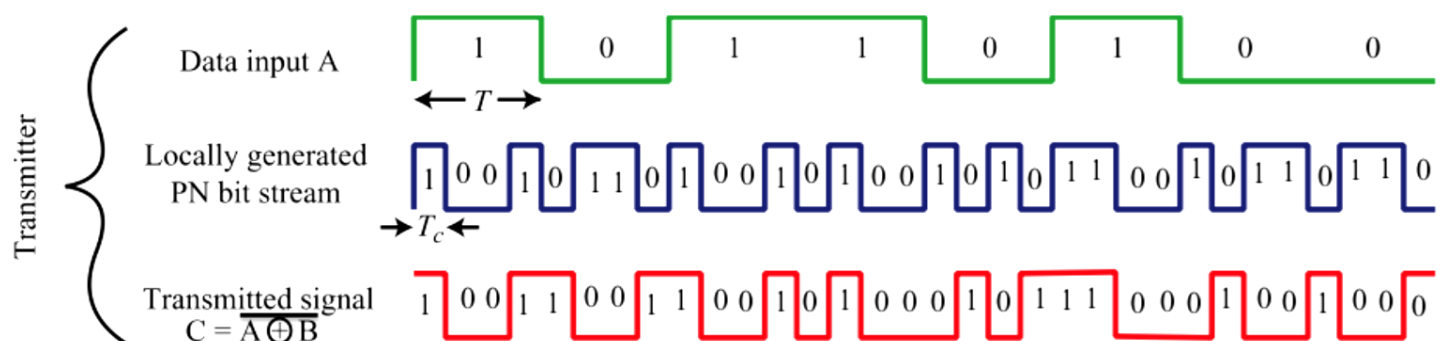 Transmitter
Data input A
1 0 1 1 0 1 0 0
T
Locally generated
PN bit stream
1 0 0 1 0 1 1 0 1 0 0 1 0 1 0 0 1 0 1 0 1 1 0 0 1 0 1 1 0 1 1 0
Tc
Transmitted signal
C = A ⊕ B
1 0 0 1 1 0 0 1 1 0 0 1 0 1 0 0 0 1 0 1 1 1 0 0 0 1 0 0 1 0 0 0